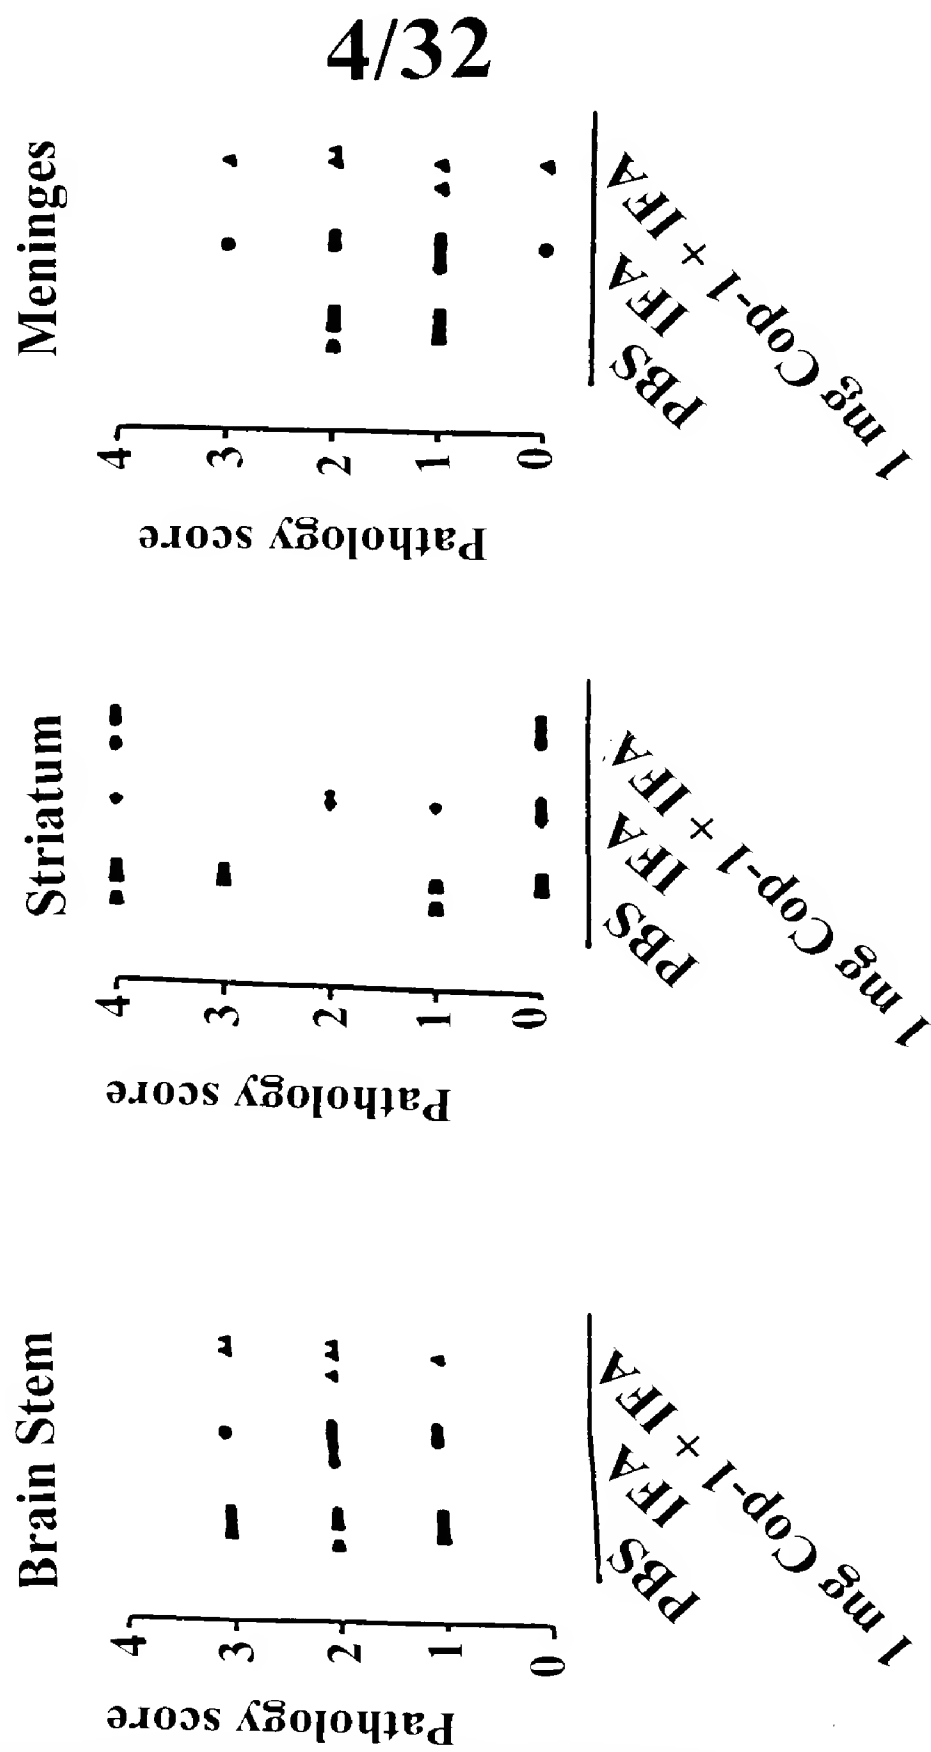 4/32
Brain Stem
Pathology score
4
3
2
1
0
PBS
IFA
1 mg Cop-1 + IFA
Striatum
Pathology score
4
3
2
1
0
PBS
IFA
1 mg Cop-1 + IFA
Meninges
Pathology score
4
3
2
1
0
PBS
IFA
1 mg Cop-1 + IFA